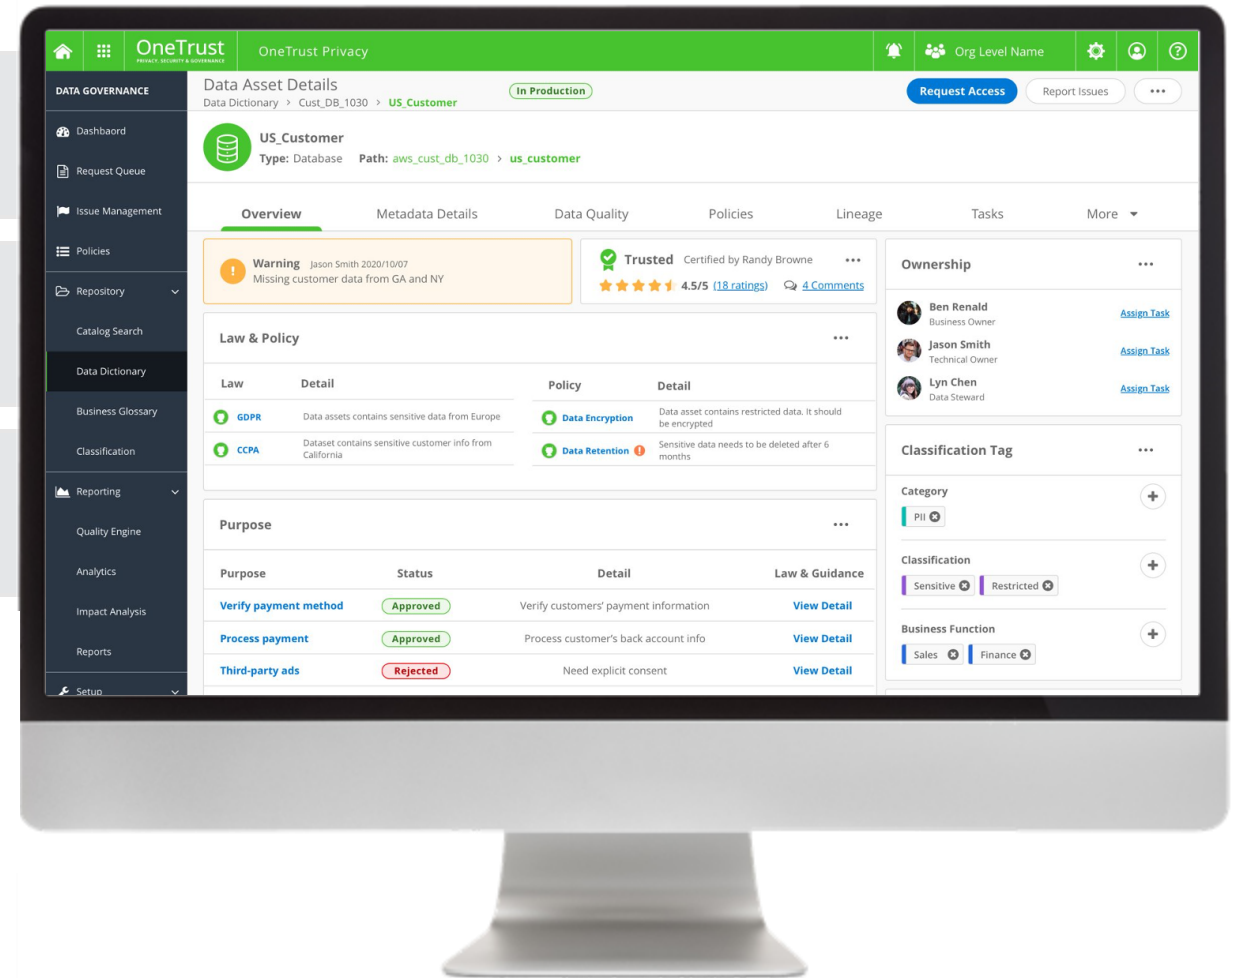 OneTrust
PRIVACY, SECURITY & GOVERNANCE
OneTrust Privacy
Org Level Name
DATA GOVERNANCE
Dashbaord
Request Queue
Issue Management
Policies
Repository
Catalog Search
Data Dictionary
Business Glossary
Classification
Reporting
Quality Engine
Analytics
Impact Analysis
Reports
Setup
Data Asset Details
In Production
Request Access
Report Issues
Data Dictionary > Cust_DB_1030 > US_Customer
US_Customer
Type: Database Path: aws_cust_db_1030 > us_customer
Overview Metadata Details Data Quality Policies Lineage Tasks More
Warning Jason Smith 2020/10/07
Missing customer data from GA and NY
Trusted Certified by Randy Browne
4.5/5 (18 ratings) 4 Comments
Law & Policy
Law Detail
GDPR Data assets contains sensitive data from Europe
CCPA Dataset contains sensitive customer info from
California
Policy Detail
Data Encryption Data asset contains restricted data. It should
be encrypted
Data Retention Sensitive data needs to be deleted after 6
months
Purpose
Purpose Status Detail Law & Guidance
Verify payment method Approved Verify customers' payment information View Detail
Process payment Approved Process customer's back account info View Detail
Third-party ads Rejected Need explicit consent View Detail
Ownership
Ben Renald
Business Owner
Assign Task
Jason Smith
Technical Owner
Assign Task
Lyn Chen
Data Steward
Assign Task
Classification Tag
Category
PII
Classification
Sensitive Restricted
Business Function
Sales Finance